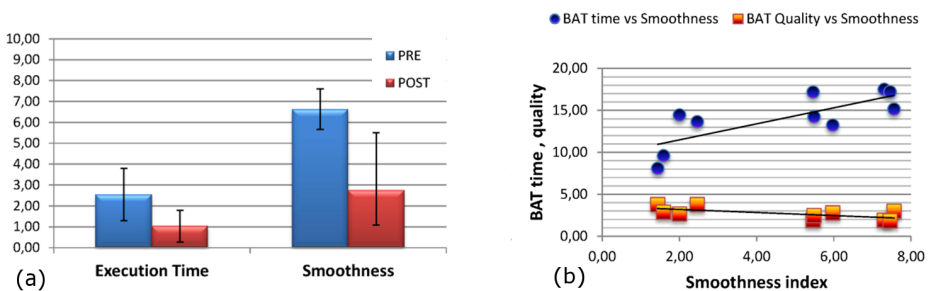 10,00
9,00
8,00
7,00
6,00
5,00
4,00
3,00
2,00
1,00
0,00
PRE
POST
Execution Time Smoothness
(a)
BAT time vs Smoothness BAT Quality vs Smoothness
BAT time , quality
20,00
15,00
10,00
5,00
0,00
0,00 2,00 4,00 6,00 8,00
Smoothness index
(b)